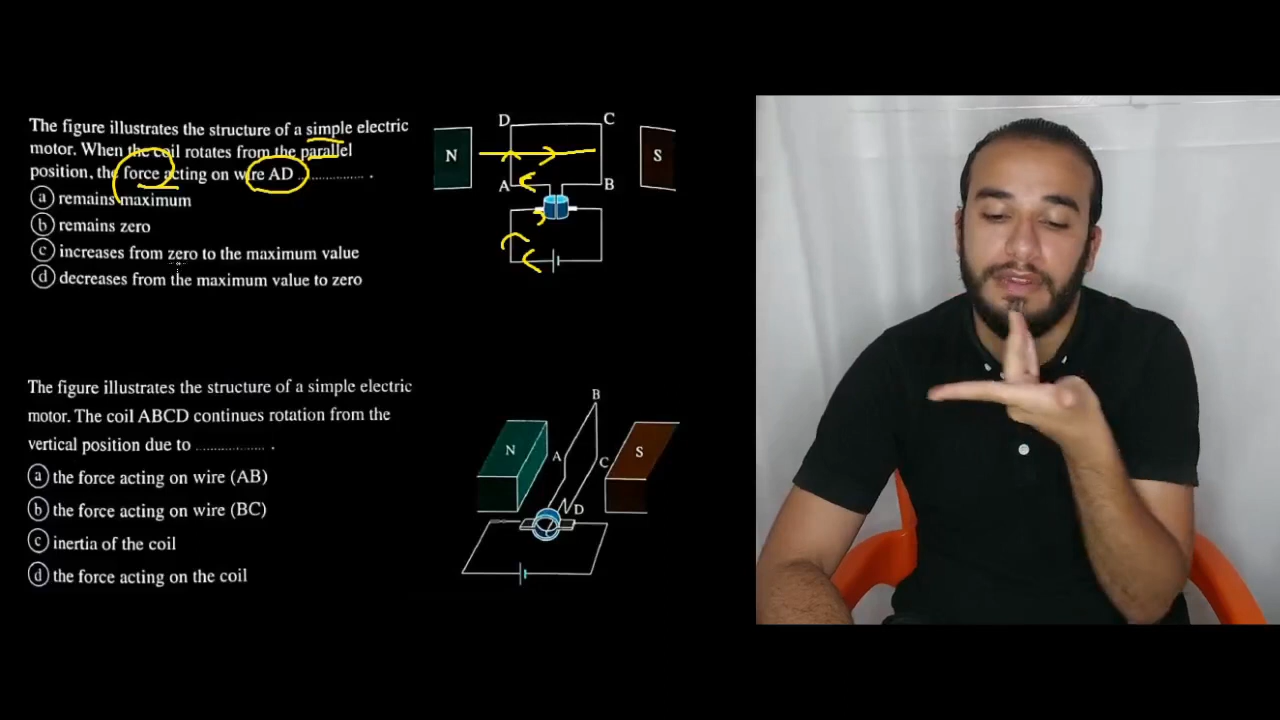 The figure illustrates the structure of a simple electric
motor. When the coil rotates from the parallel
position, the force acting on wire AD .................. .
a remains maximum
b remains zero
c increases from zero to the maximum value
d decreases from the maximum value to zero
D C
N S
A B
The figure illustrates the structure of a simple electric
motor. The coil ABCD continues rotation from the
vertical position due to .................. .
a the force acting on wire (AB)
b the force acting on wire (BC)
c inertia of the coil
d the force acting on the coil
B
N S
A C
D